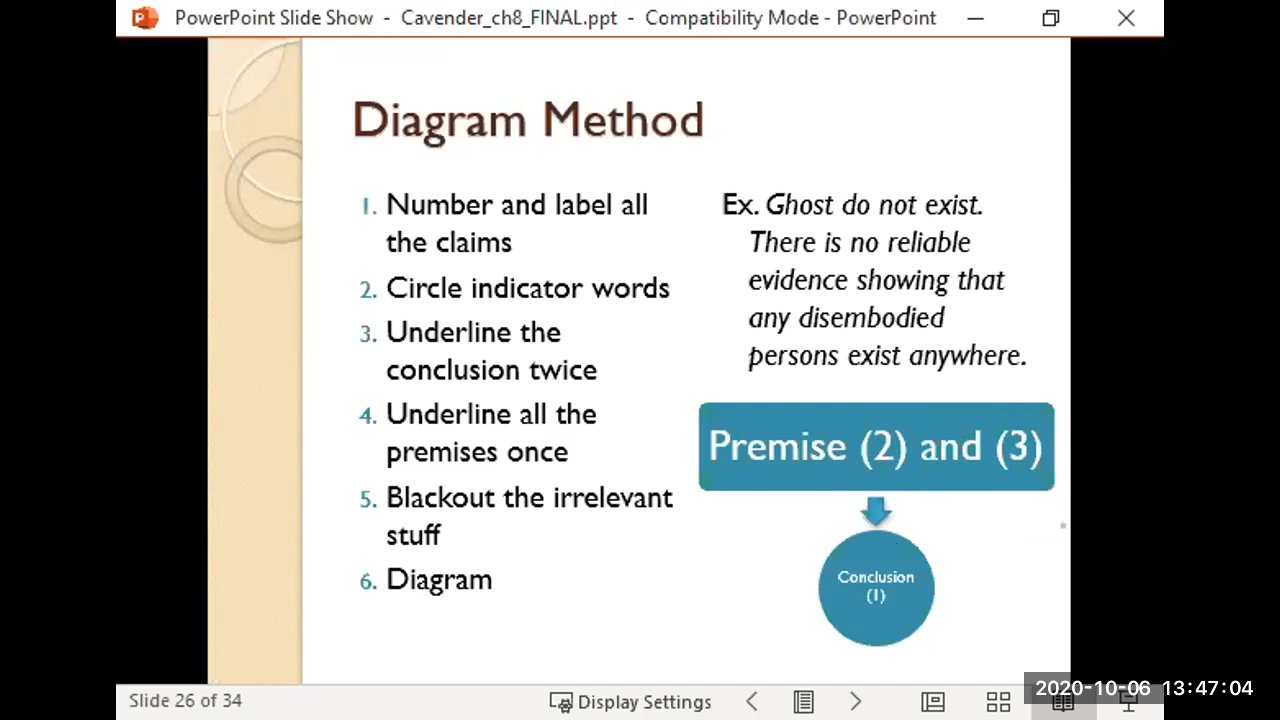 PowerPoint Slide Show - Cavender_ch8_FINAL.ppt - Compatibility Mode - PowerPoint
Diagram Method
1. Number and label all
the claims
2. Circle indicator words
3. Underline the
conclusion twice
4. Underline all the
premises once
5. Blackout the irrelevant
stuff
6. Diagram
Ex. Ghost do not exist.
There is no reliable
evidence showing that
any disembodied
persons exist anywhere.
Premise (2) and (3)
Conclusion
(1)
Slide 26 of 34
Display Settings
2020-10-06 13:47:04